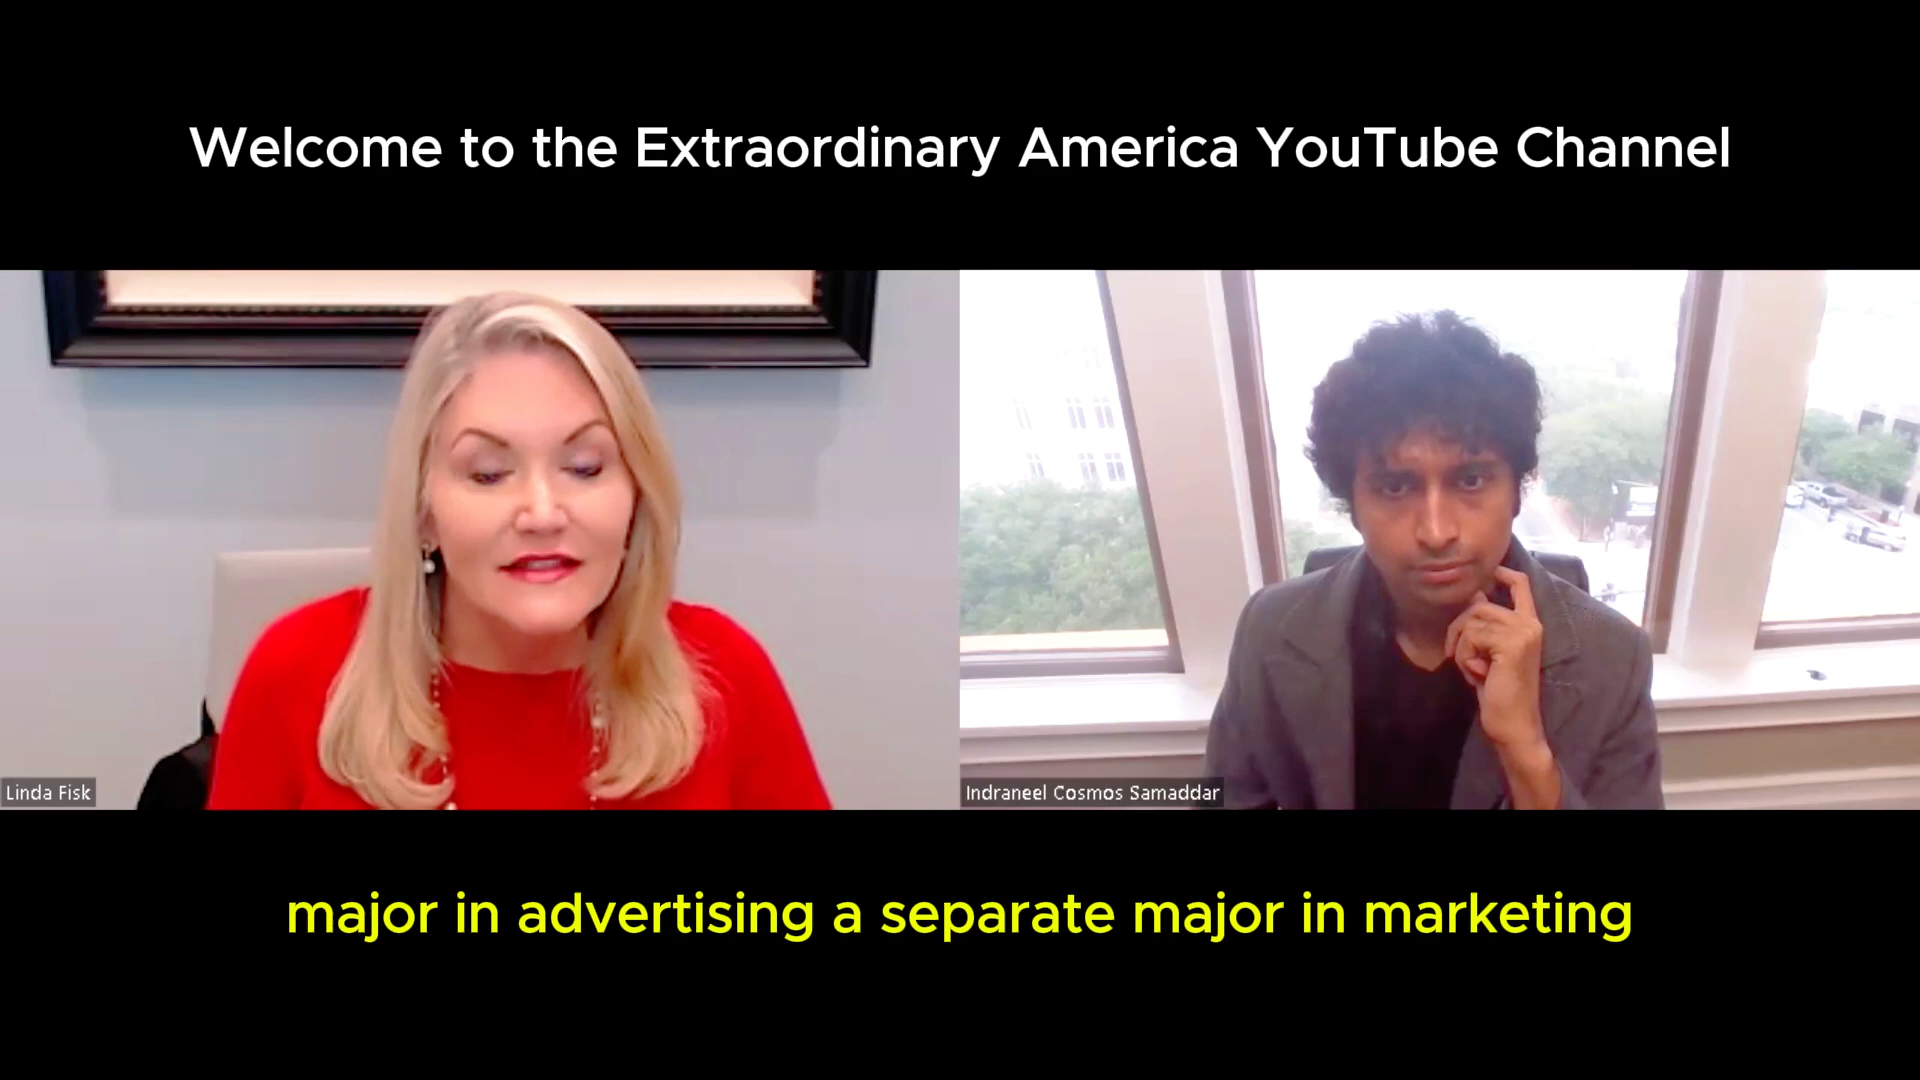 Welcome to the Extraordinary America YouTube Channel
Linda Fisk
Indraneel Cosmos Samaddar
major in advertising a separate major in marketing